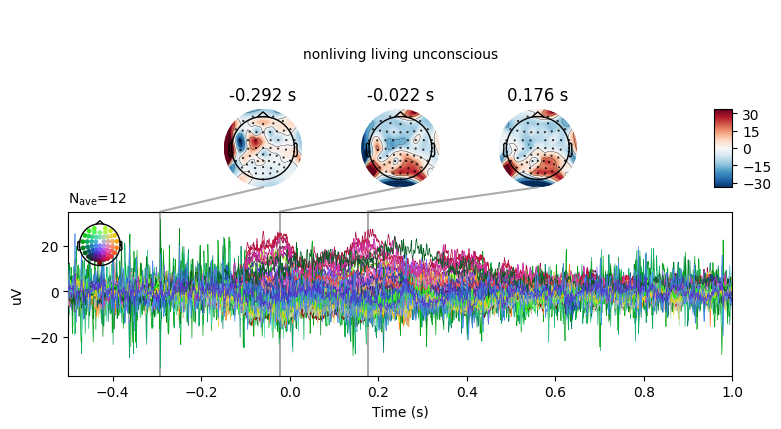 nonliving living unconscious
-0.292 s -0.022 s 0.176 s
30
15
0
−15
−30
Nave=12
20
0
−20
uV
−0.4 −0.2 0.0 0.2 0.4 0.6 0.8 1.0
Time (s)